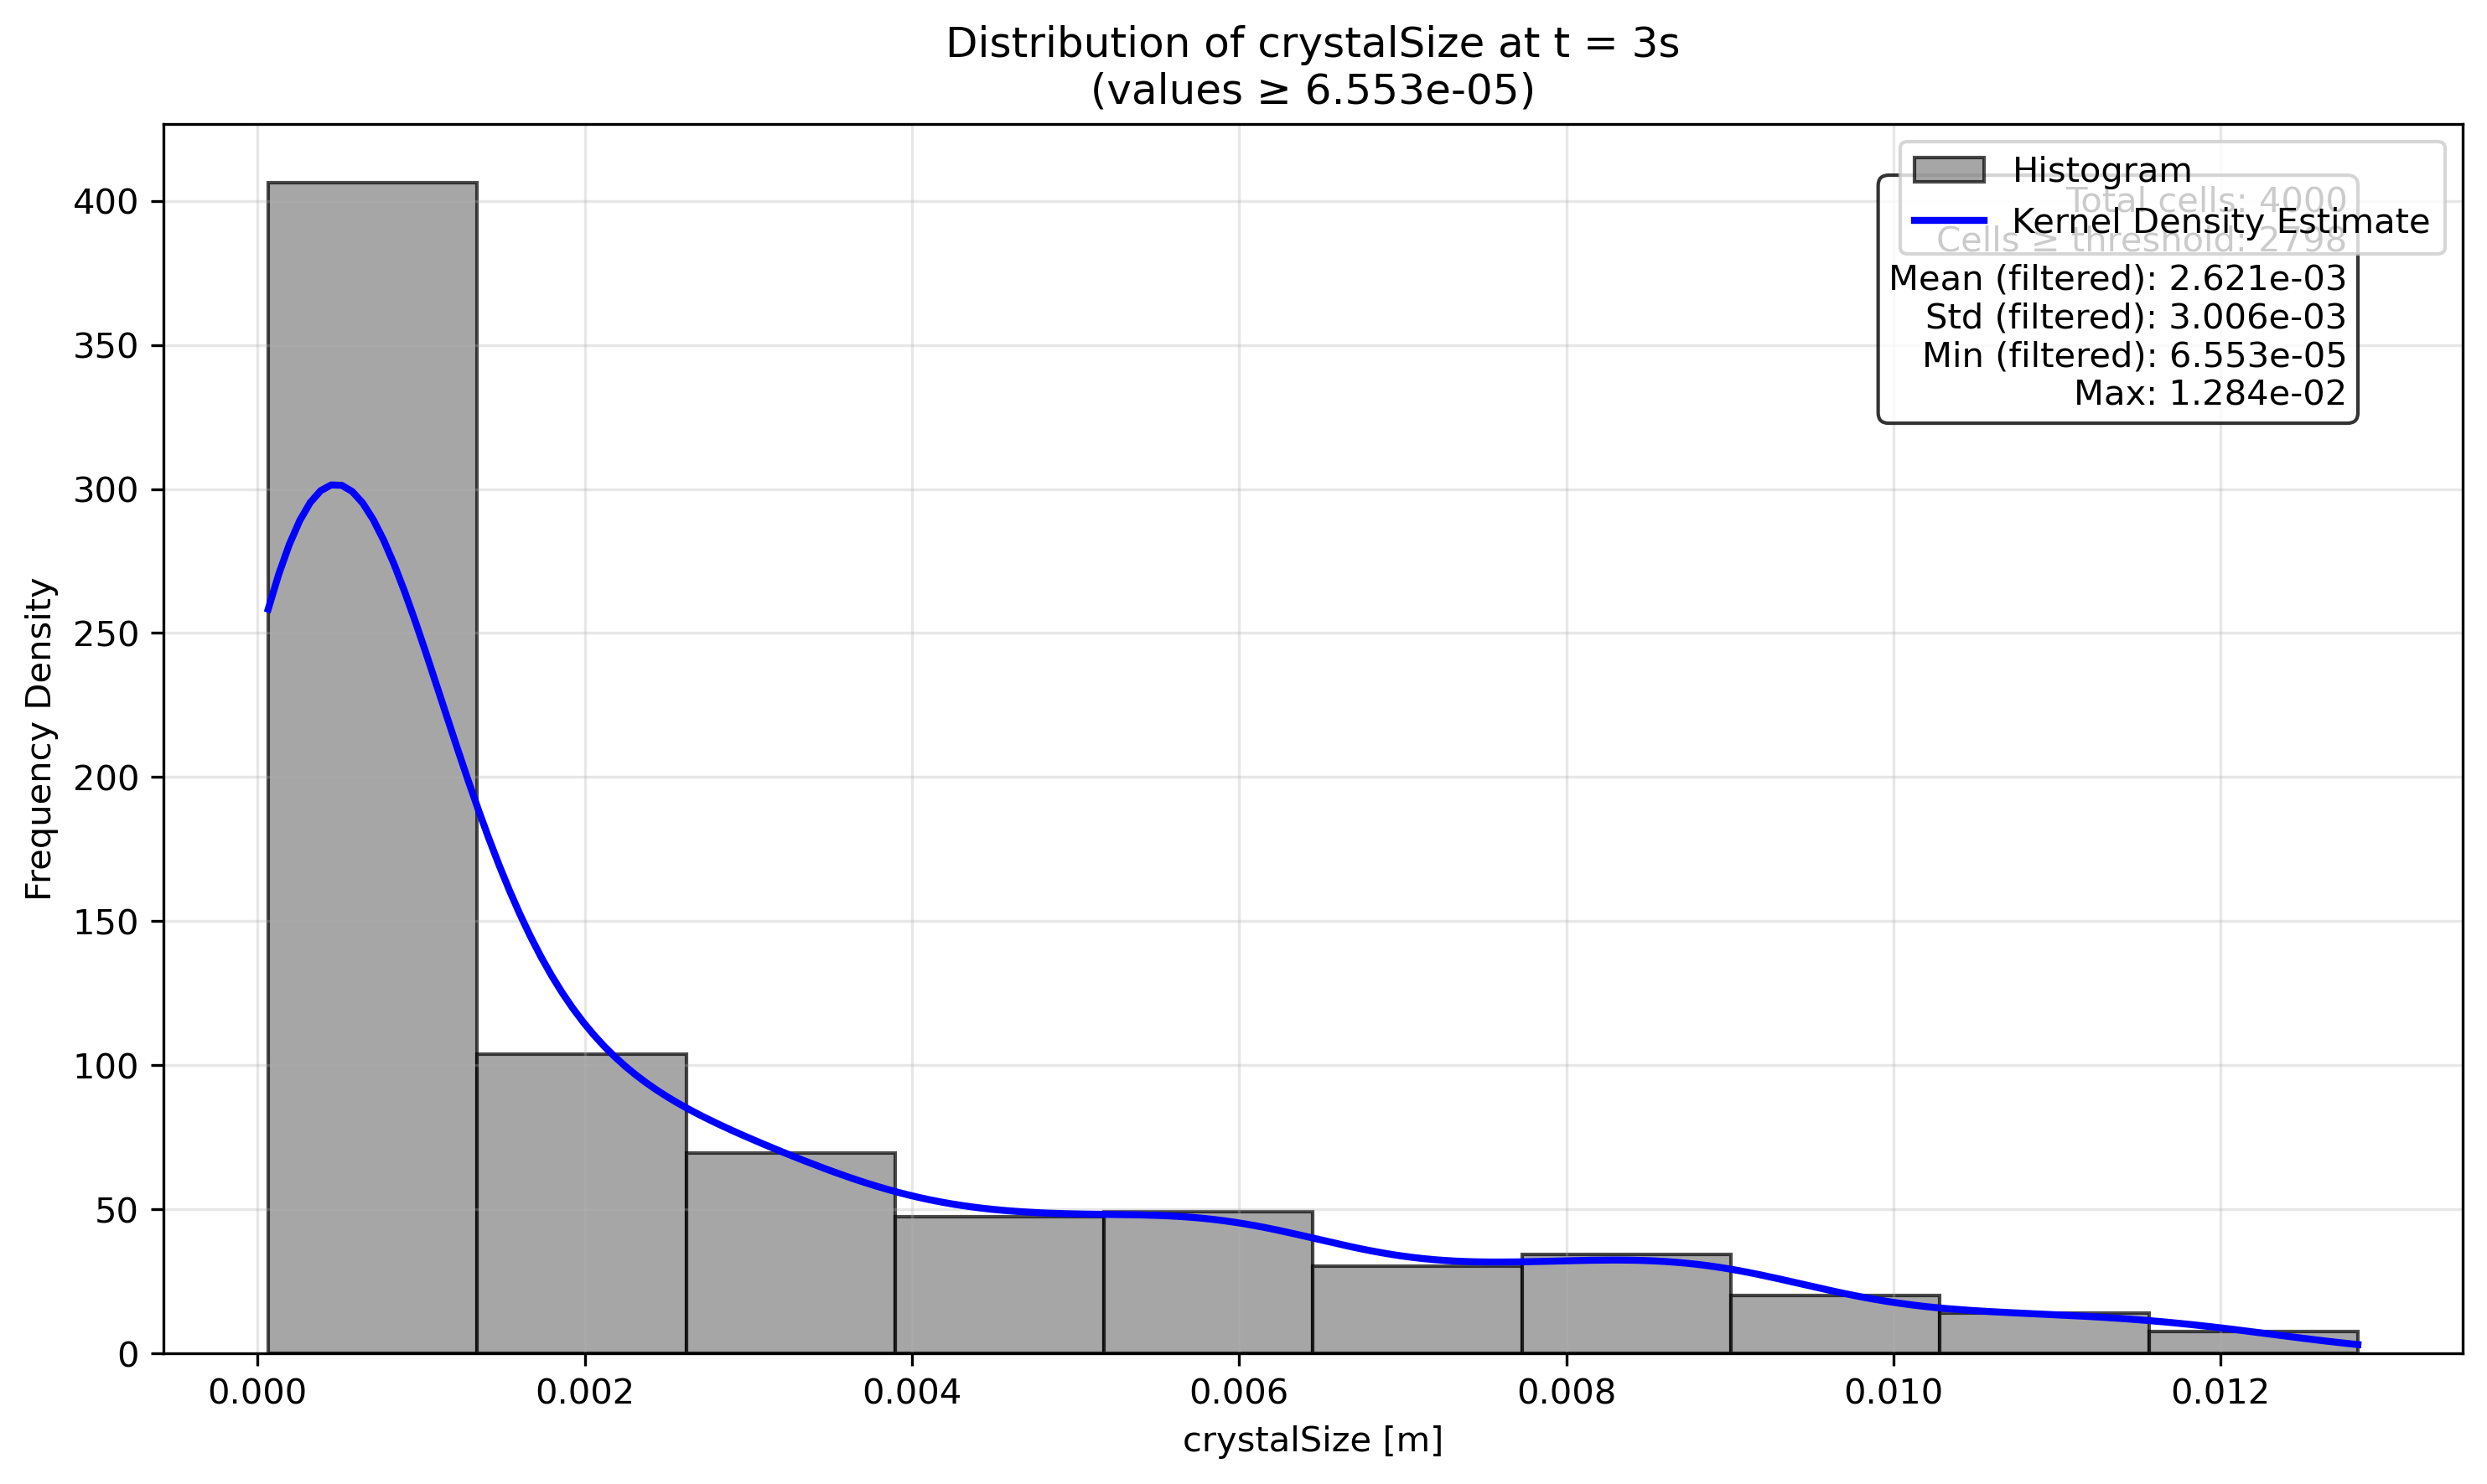 Distribution of crystalSize at t = 3s
(values ≥ 6.553e-05)
Histogram
Kernel Density Estimate
Total cells: 4000
Cells ≥ threshold: 2798
Mean (filtered): 2.621e-03
Std (filtered): 3.006e-03
Min (filtered): 6.553e-05
Max: 1.284e-02
Frequency Density
400
350
300
250
200
150
100
50
0
0.000
0.002
0.004
0.006
0.008
0.010
0.012
crystalSize [m]